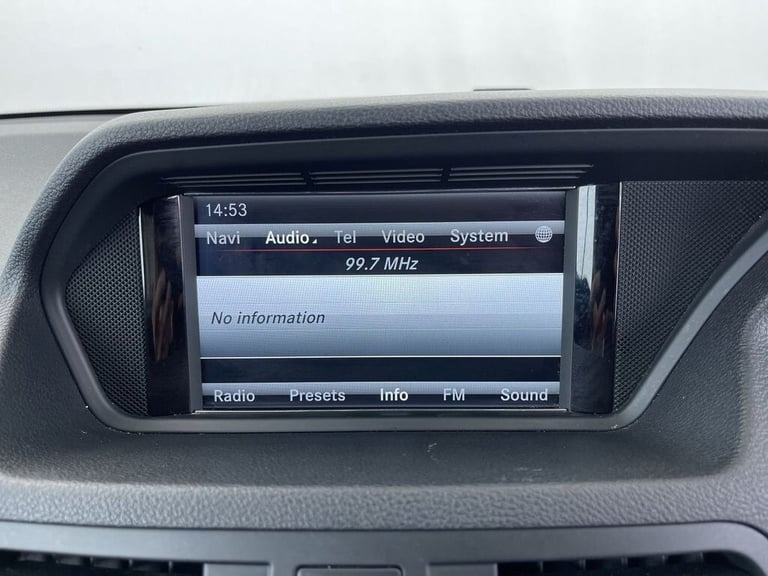 14:53
Navi Audio Tel Video System
99.7 MHz
No information
Radio Presets Info FM Sound